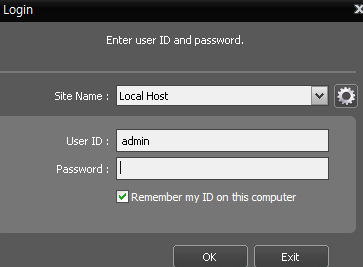 Login
Enter user ID and password.
Site Name : Local Host
User ID : admin
Password :
Remember my ID on this computer
OK Exit